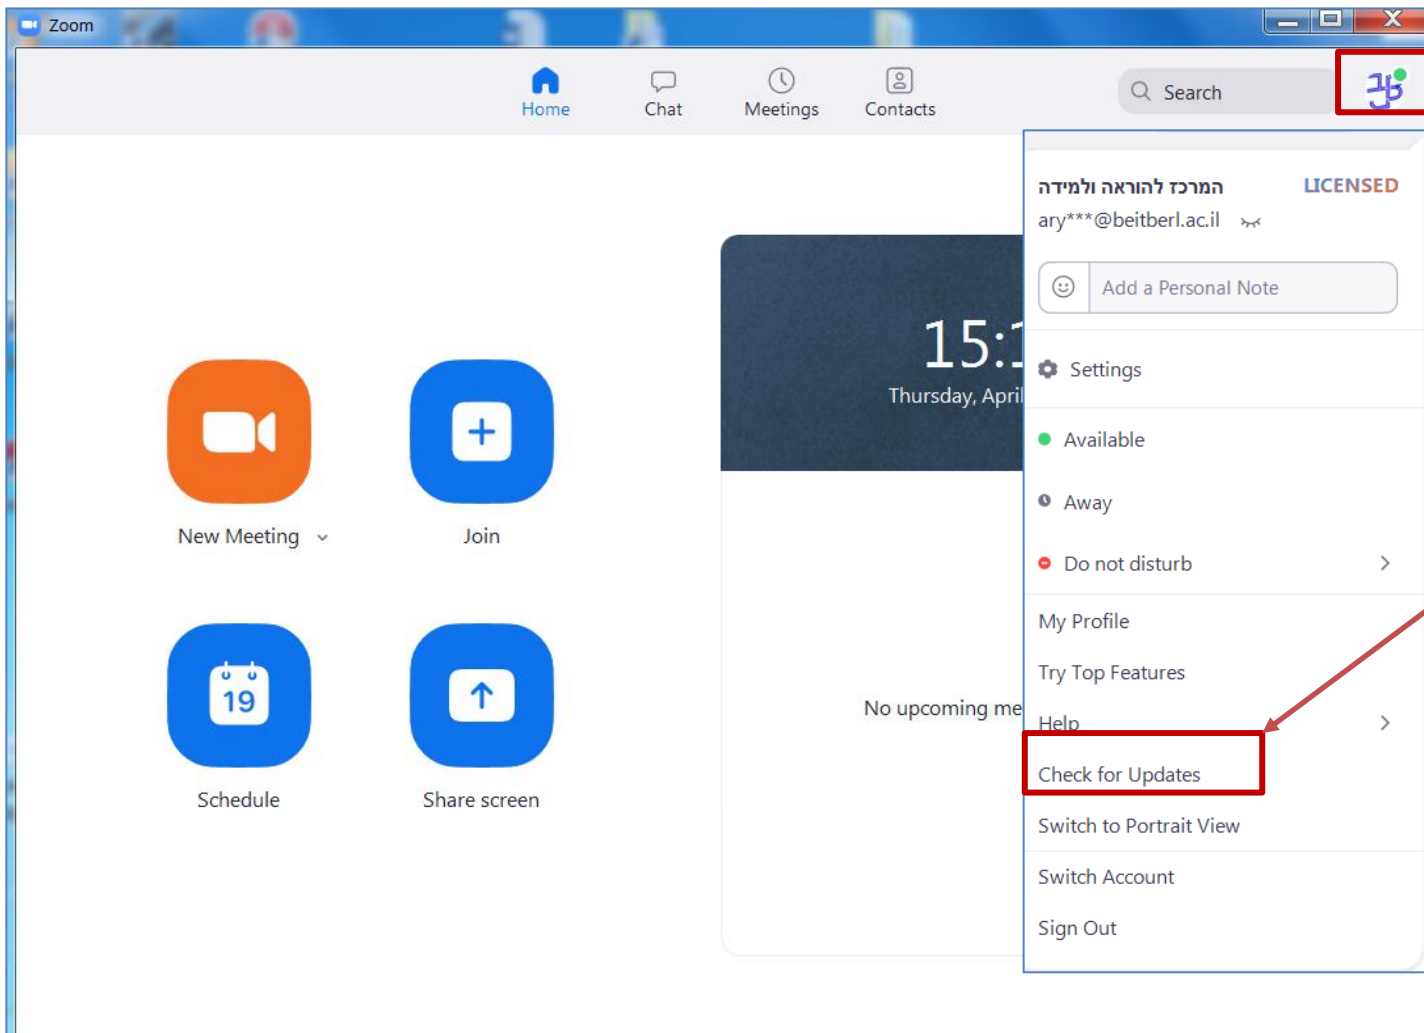 Zoom
Home
Chat
Meetings
Contacts
Search
המרכז להוראה ולמידה
LICENSED
ary***@beitberl.ac.il
Add a Personal Note
15:1
Thursday, April
Settings
Available
Away
Do not disturb
New Meeting
Join
My Profile
Try Top Features
19
No upcoming me
Help
Check for Updates
Schedule
Share screen
Switch to Portrait View
Switch Account
Sign Out